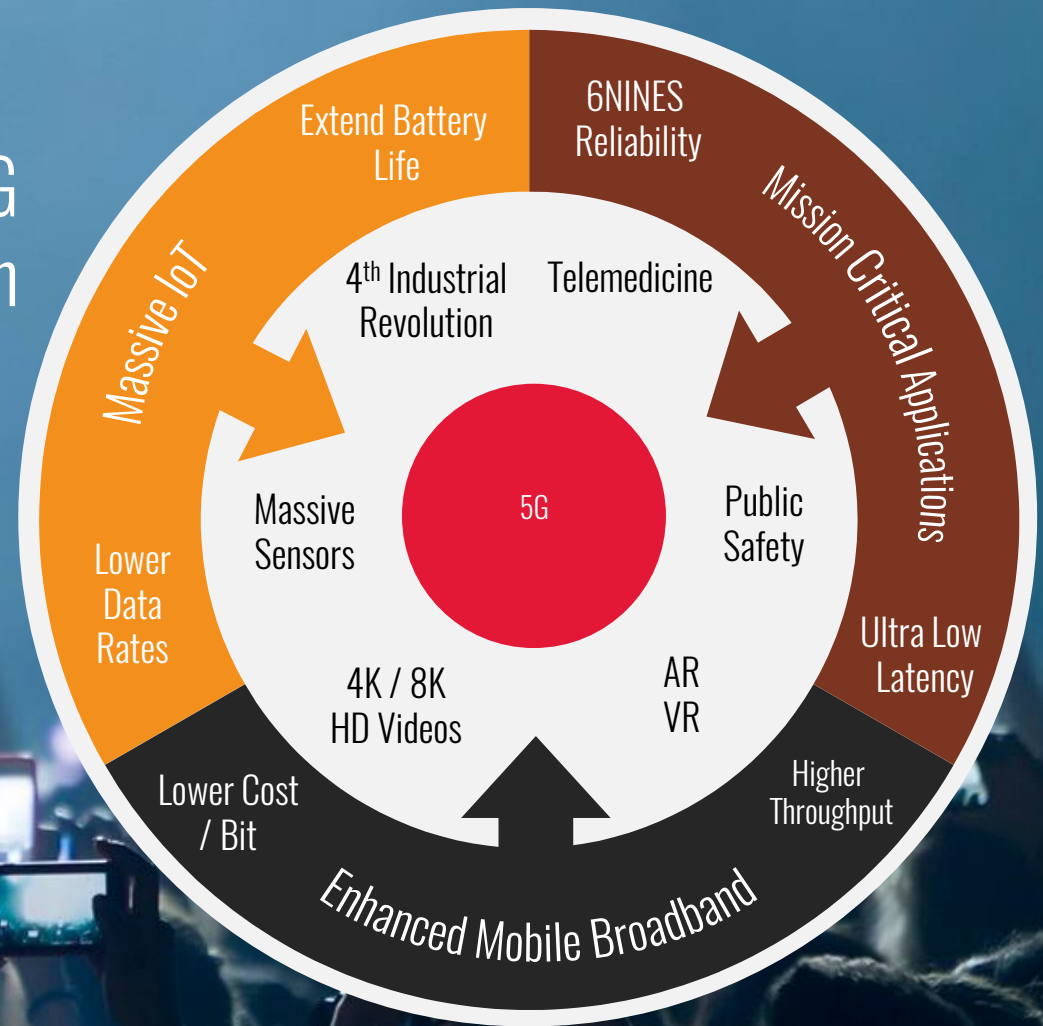 G
n
Extend Battery
Life
6NINES
Reliability
Massive IoT
Mission Critical Applications
4th Industrial
Revolution
Telemedicine
5G
Massive
Sensors
Public
Safety
Lower
Data
Rates
Ultra Low
Latency
4K / 8K
HD Videos
AR
VR
Lower Cost
/ Bit
Higher
Throughput
Enhanced Mobile Broadband